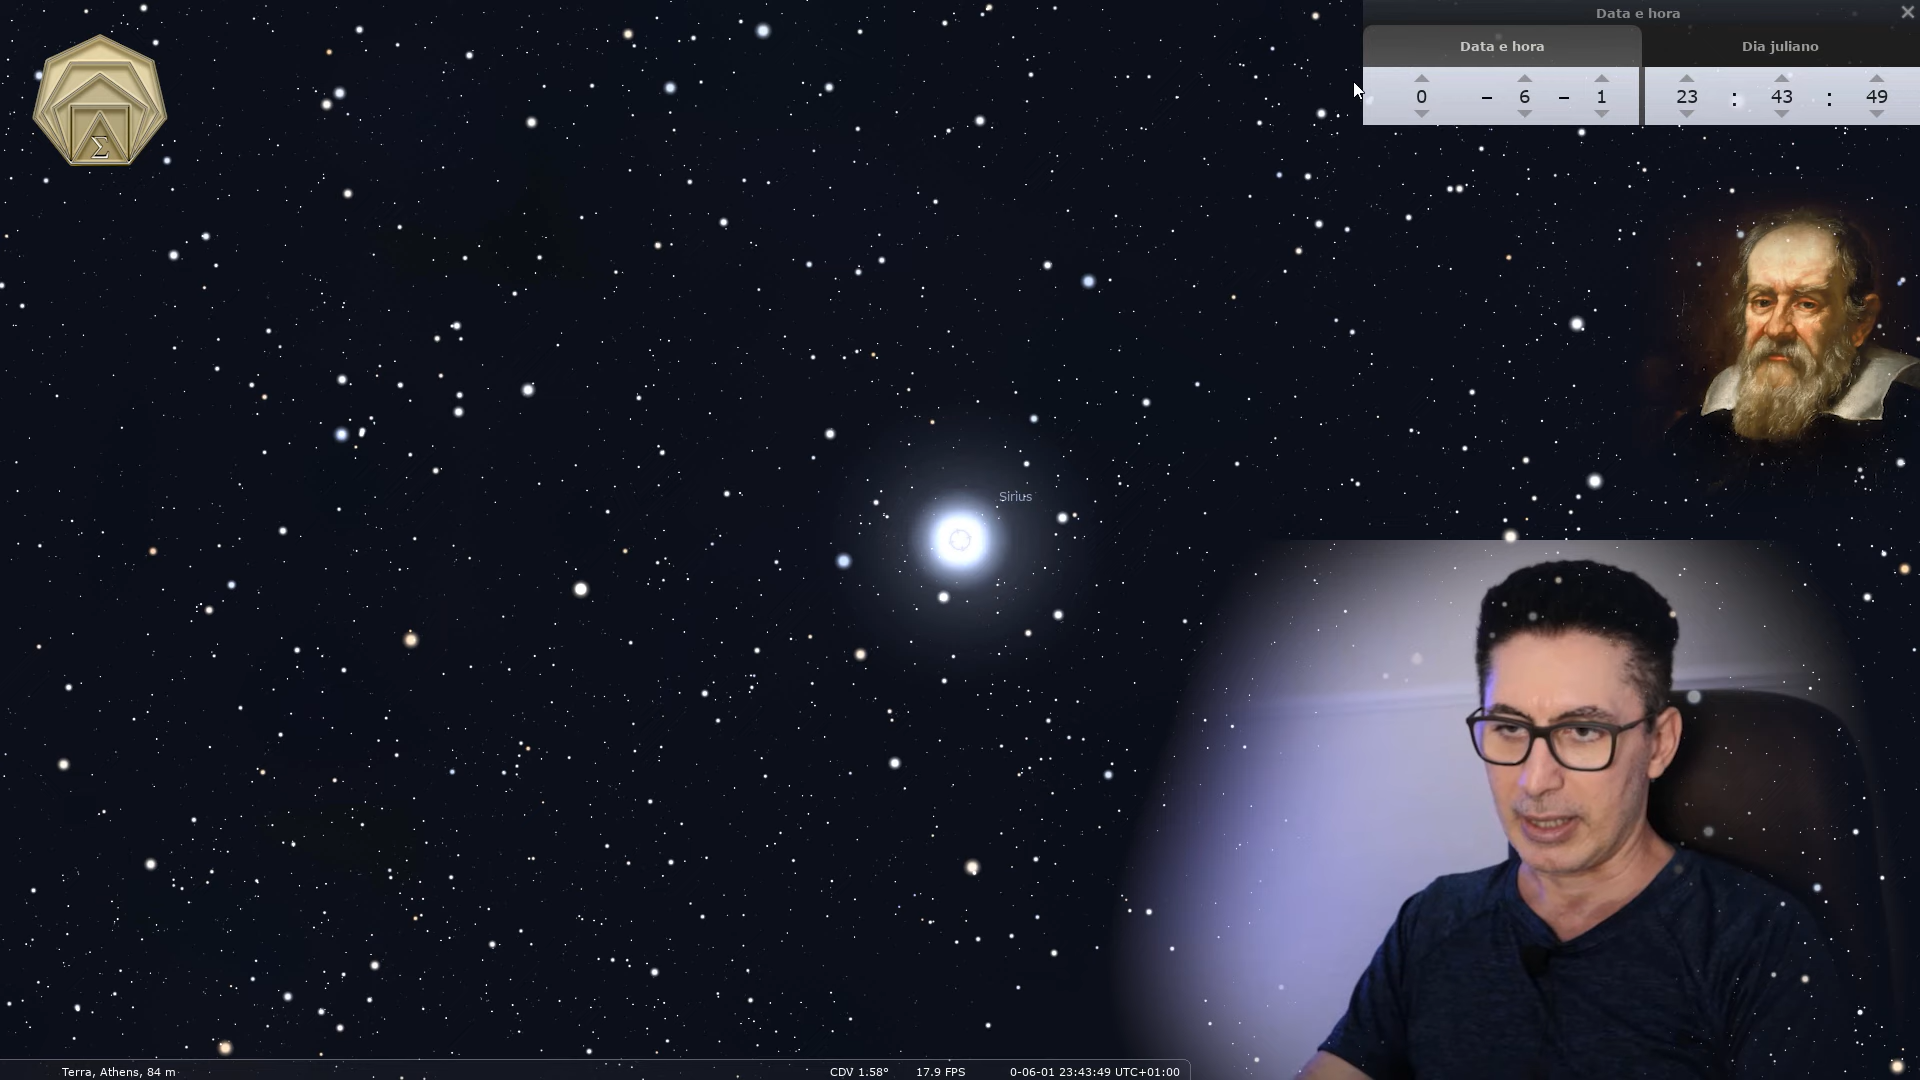 Data e hora
Data e hora
Dia juliano
0 - 6 - 1
23 : 43 : 49
Σ
Sirius
Terra, Athens, 84 m
CDV 1.58°
17.9 FPS
0-06-01 23:43:49 UTC+01:00